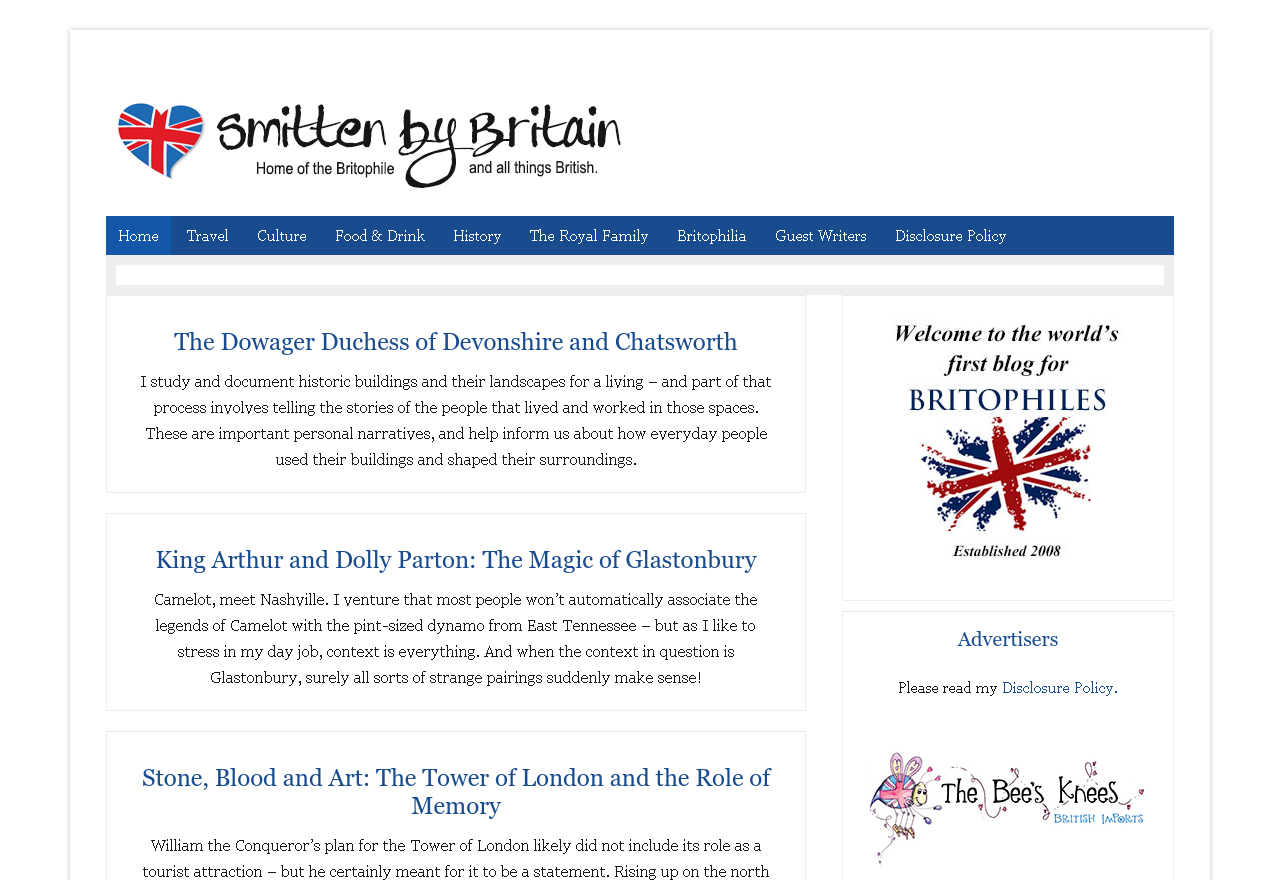 Smitten by Britain
Home of the Britophile and all things British.
Home Travel Culture Food & Drink History The Royal Family Britophilia Guest Writers Disclosure Policy
The Dowager Duchess of Devonshire and Chatsworth
I study and document historic buildings and their landscapes for a living – and part of that
process involves telling the stories of the people that lived and worked in those spaces.
These are important personal narratives, and help inform us about how everyday people
used their buildings and shaped their surroundings.
King Arthur and Dolly Parton: The Magic of Glastonbury
Camelot, meet Nashville. I venture that most people won’t automatically associate the
legends of Camelot with the pint-sized dynamo from East Tennessee – but as I like to
stress in my day job, context is everything. And when the context in question is
Glastonbury, surely all sorts of strange pairings suddenly make sense!
Stone, Blood and Art: The Tower of London and the Role of
Memory
William the Conqueror’s plan for the Tower of London likely did not include its role as a
tourist attraction – but he certainly meant for it to be a statement. Rising up on the north
Welcome to the world’s
first blog for
BRITOPHILES
Established 2008
Advertisers
Please read my Disclosure Policy.
The Bee's Knees
BRITISH IMPORTS